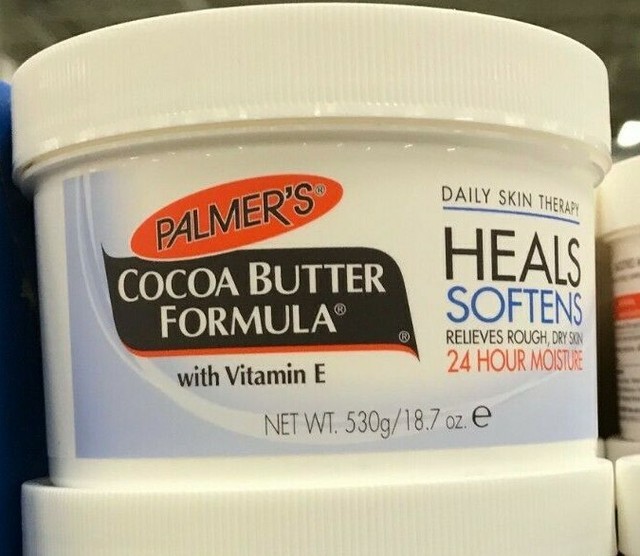 PALMER'S®
COCOA BUTTER
FORMULA®
®
with Vitamin E
NET WT. 530g/18.7 oz. e
DAILY SKIN THERAPY
HEALS
SOFTENS
RELIEVES ROUGH, DRY SKIN
24 HOUR MOISTURE